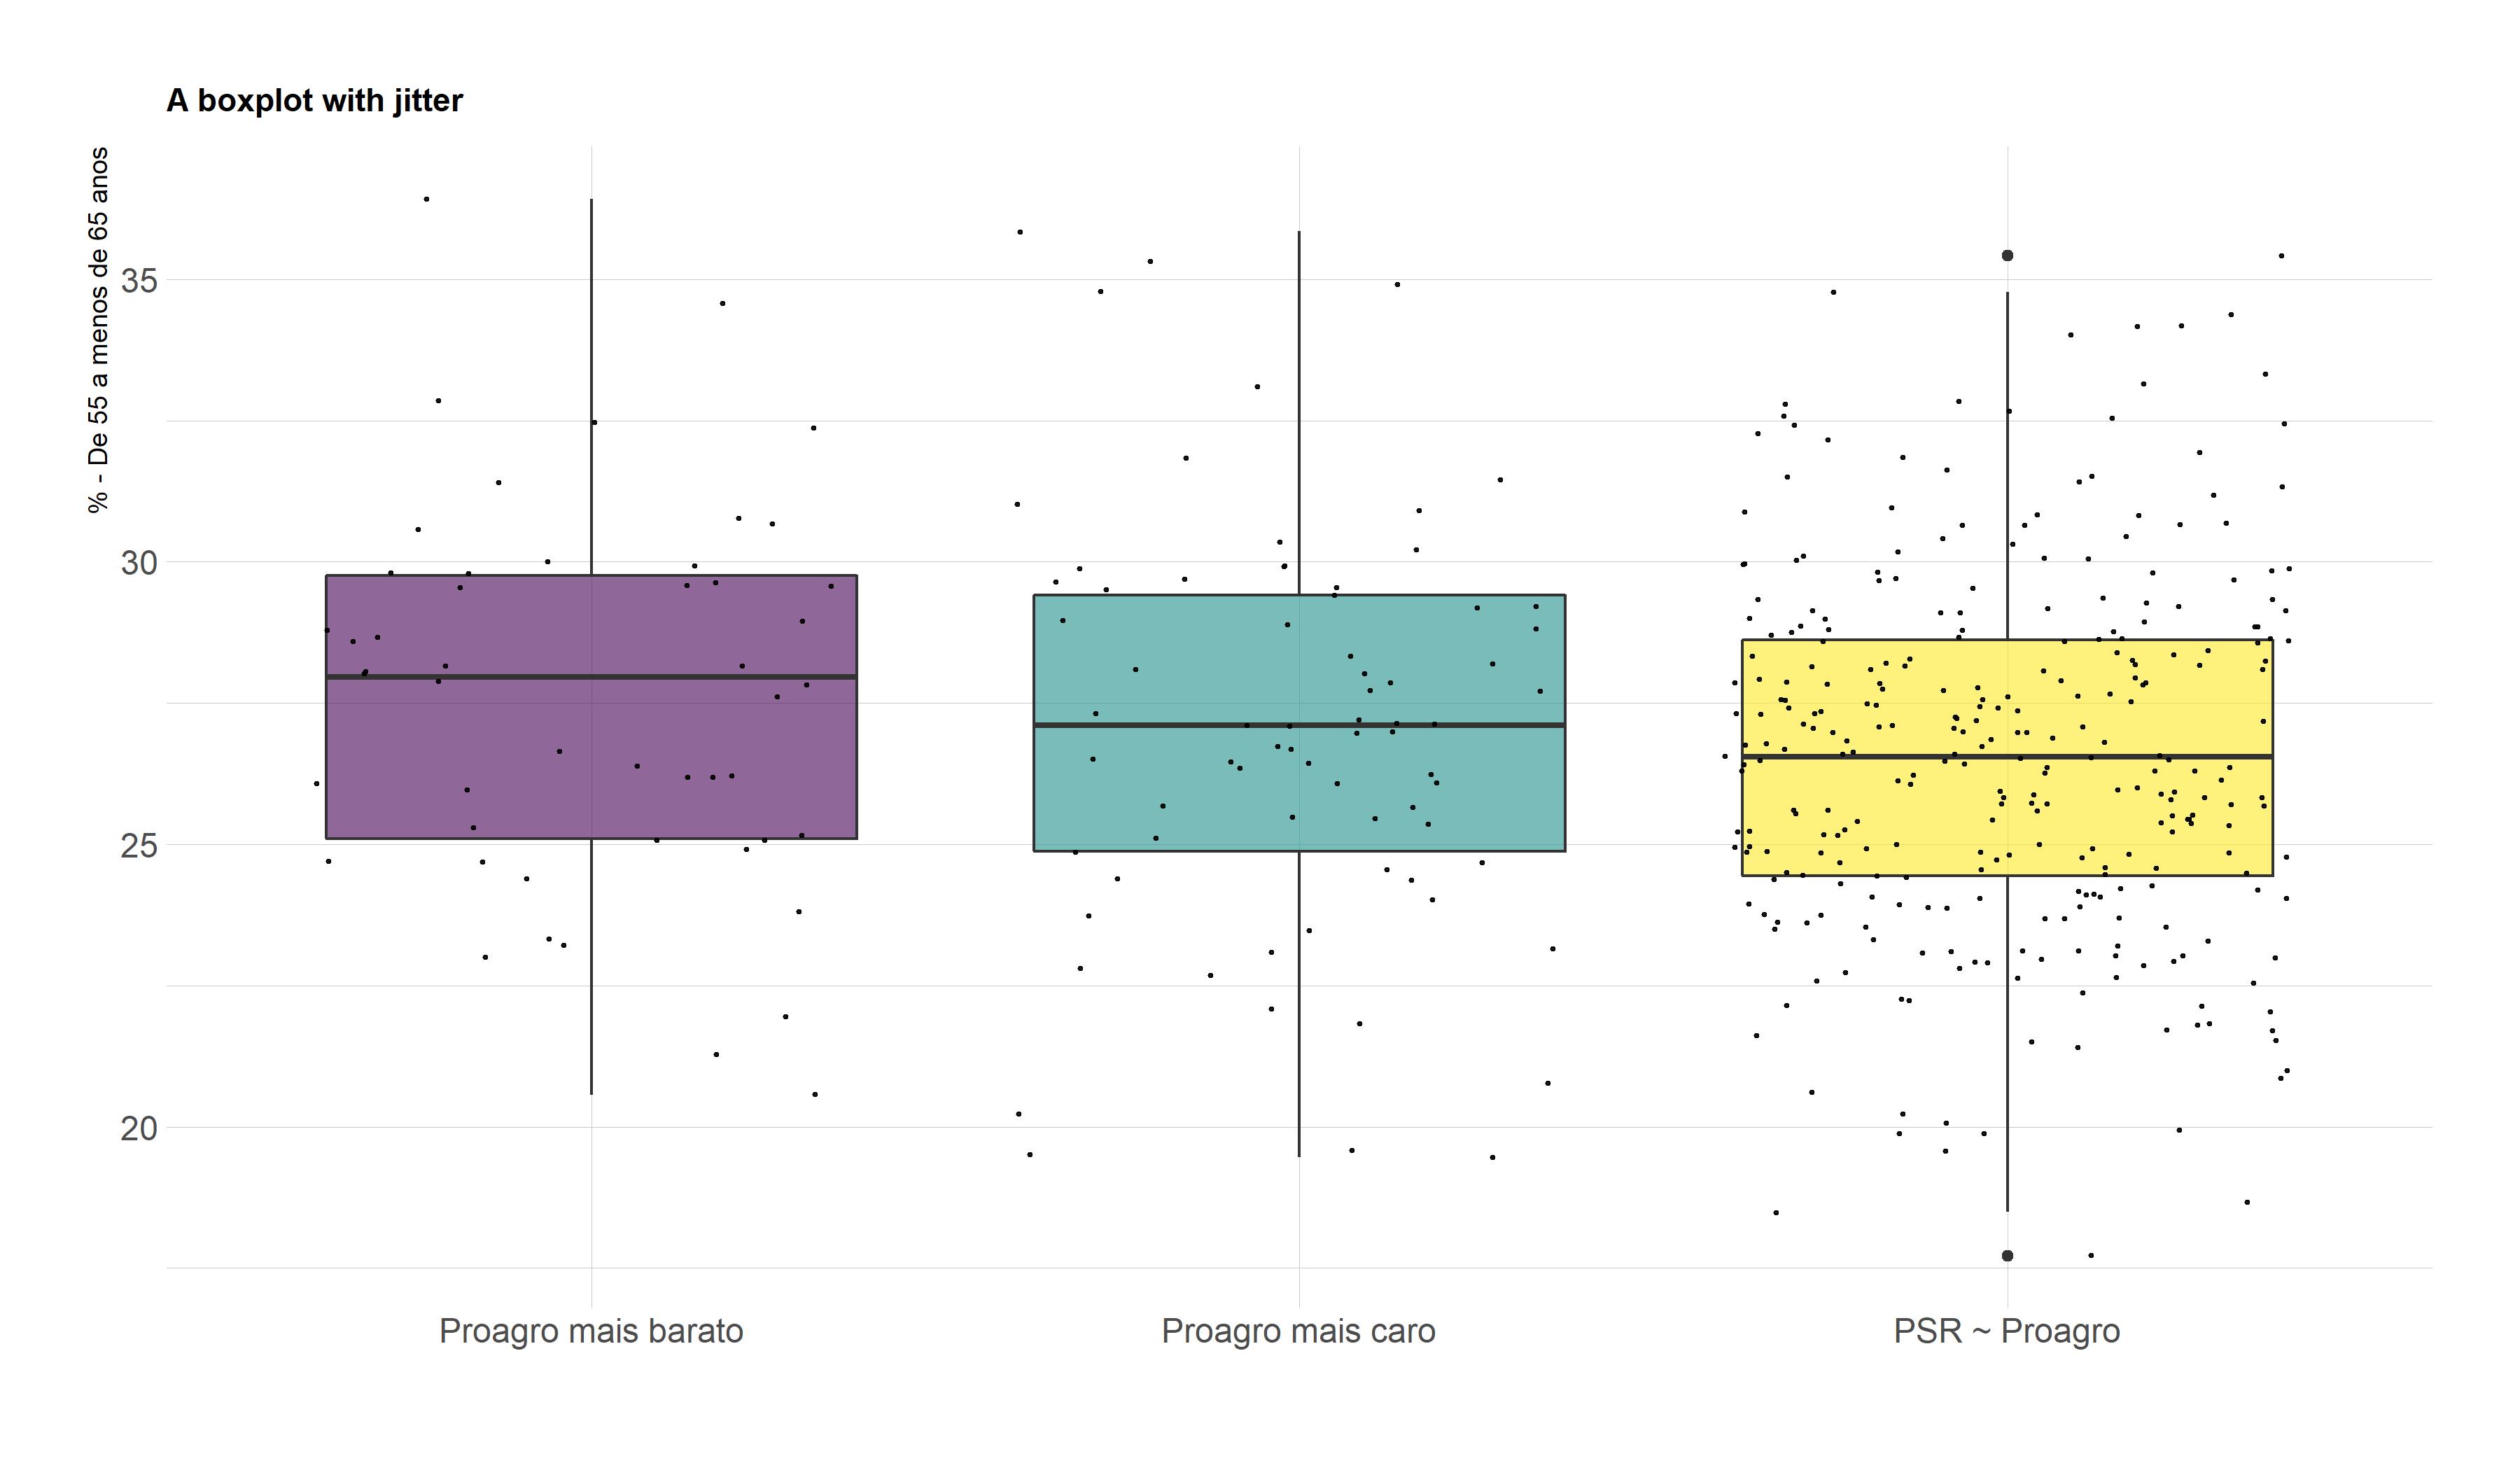 A boxplot with jitter
% - De 55 a menos de 65 anos
35
30
25
20
Proagro mais barato
Proagro mais caro
PSR ~ Proagro